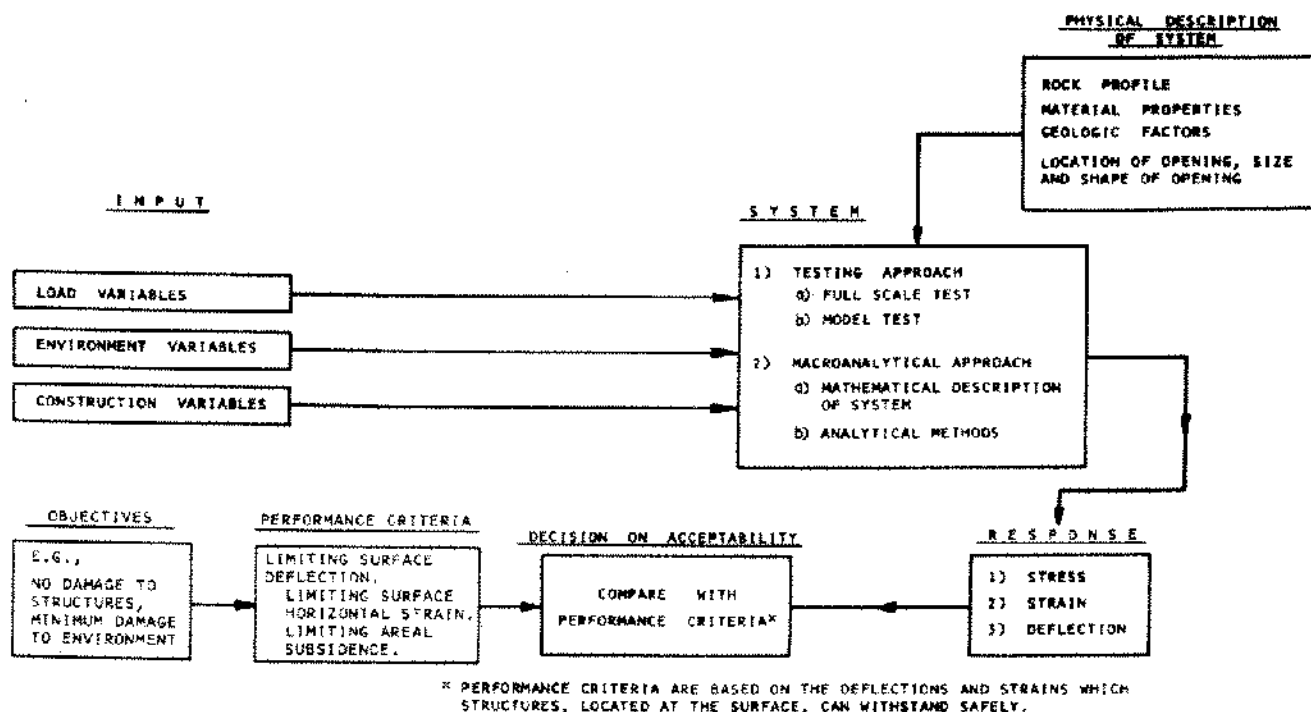 PHYSICAL DESCRIPTION
OF SYSTEM
ROCK PROFILE
MATERIAL PROPERTIES
GEOLOGIC FACTORS
LOCATION OF OPENING, SIZE
AND SHAPE OF OPENING
INPUT
SYSTEM
LOAD VARIABLES
ENVIRONMENT VARIABLES
CONSTRUCTION VARIABLES
1) TESTING APPROACH
a) FULL SCALE TEST
b) MODEL TEST
2) MACROANALYTICAL APPROACH
a) MATHEMATICAL DESCRIPTION
OF SYSTEM
b) ANALYTICAL METHODS
OBJECTIVES
E.G.,
NO DAMAGE TO
STRUCTURES,
MINIMUM DAMAGE
TO ENVIRONMENT
PERFORMANCE CRITERIA
LIMITING SURFACE
DEFLECTION,
LIMITING SURFACE
HORIZONTAL STRAIN,
LIMITING AREAL
SUBSIDENCE.
DECISION ON ACCEPTABILITY
COMPARE WITH
PERFORMANCE CRITERIA*
RESPONSE
1) STRESS
2) STRAIN
3) DEFLECTION
* PERFORMANCE CRITERIA ARE BASED ON THE DEFLECTIONS AND STRAINS WHICH
STRUCTURES, LOCATED AT THE SURFACE, CAN WITHSTAND SAFELY.